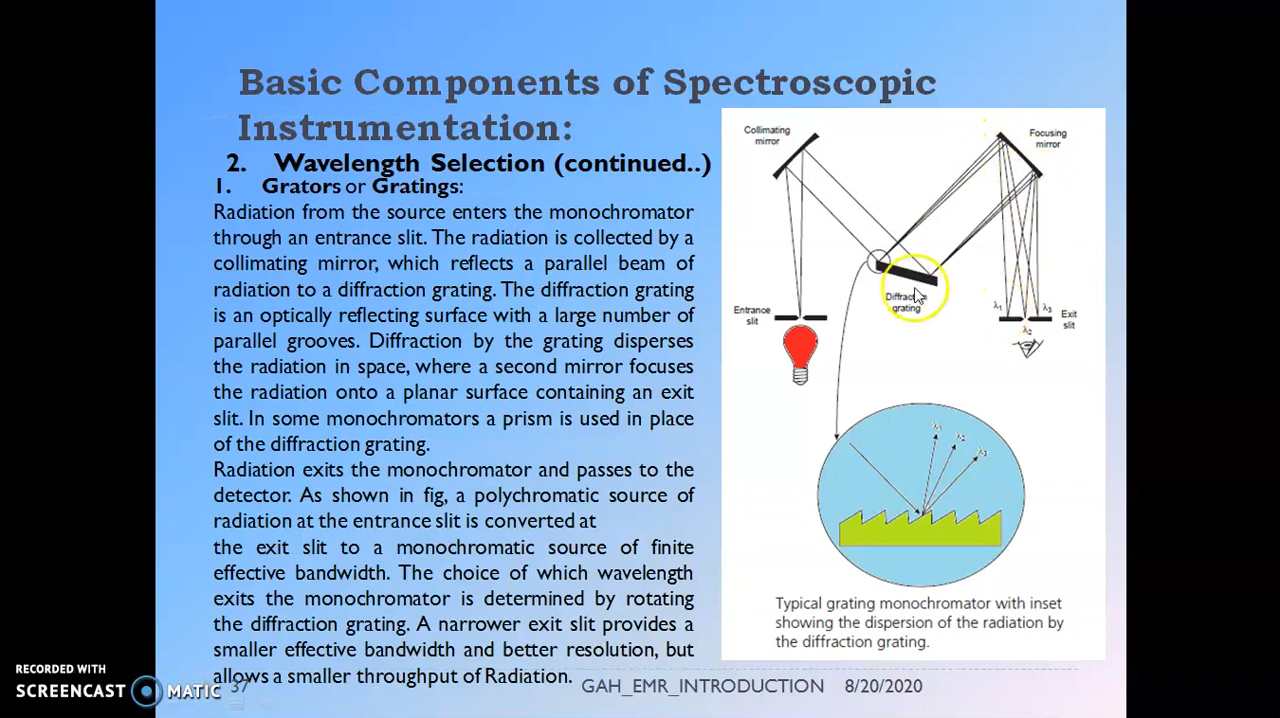 Basic Components of Spectroscopic
Instrumentation:
2. Wavelength Selection (continued..)
1. Grators or Gratings:
Radiation from the source enters the monochromator
through an entrance slit. The radiation is collected by a
collimating mirror, which reflects a parallel beam of
radiation to a diffraction grating. The diffraction grating
is an optically reflecting surface with a large number of
parallel grooves. Diffraction by the grating disperses
the radiation in space, where a second mirror focuses
the radiation onto a planar surface containing an exit
slit. In some monochromators a prism is used in place
of the diffraction grating.
Radiation exits the monochromator and passes to the
detector. As shown in fig, a polychromatic source of
radiation at the entrance slit is converted at
the exit slit to a monochromatic source of finite
effective bandwidth. The choice of which wavelength
exits the monochromator is determined by rotating
the diffraction grating. A narrower exit slit provides a
smaller effective bandwidth and better resolution, but
allows a smaller throughput of Radiation.
Collimating
mirror
Focusing
mirror
Diffraction
grating
Entrance
slit
λ1
λ2
λ3
Exit
slit
λ1
λ2
λ3
Typical grating monochromator with inset
showing the dispersion of the radiation by
the diffraction grating.
37
GAH_EMR_INTRODUCTION 8/20/2020
RECORDED WITH
SCREENCAST MATIC